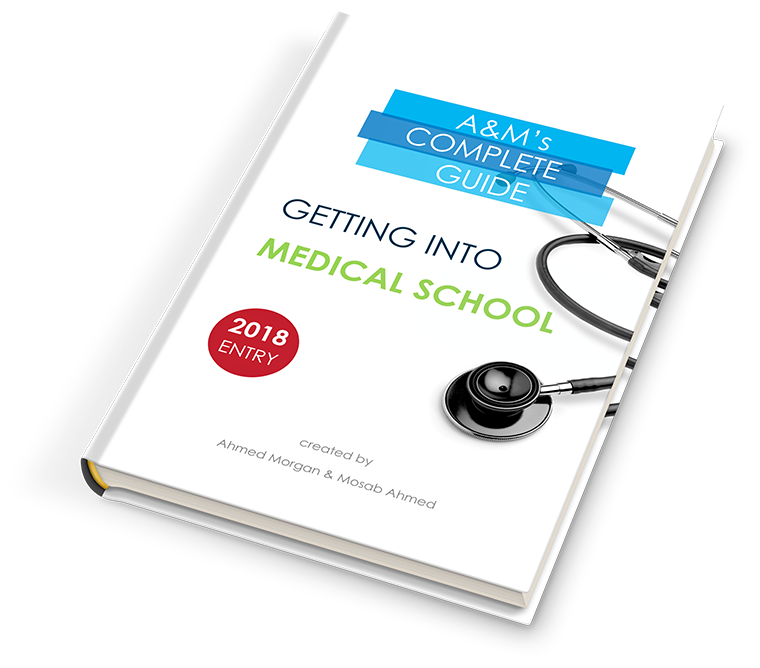 A&M's
COMPLETE
GUIDE
GETTING INTO
MEDICAL SCHOOL
2018
ENTRY
created by
Ahmed Morgan & Mosab Ahmed